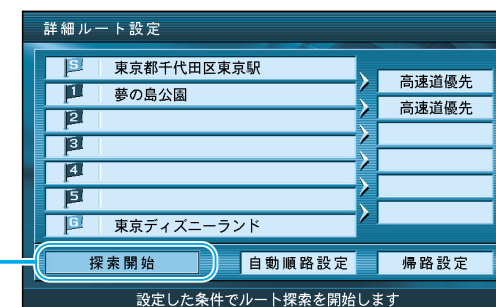 詳細ルート設定
S 東京都千代田区東京駅
高速道優先
1 夢の島公園
高速道優先
2
3
4
5
G 東京ディズニーランド
探索開始 自動順路設定 帰路設定
設定した条件でルート探索を開始します